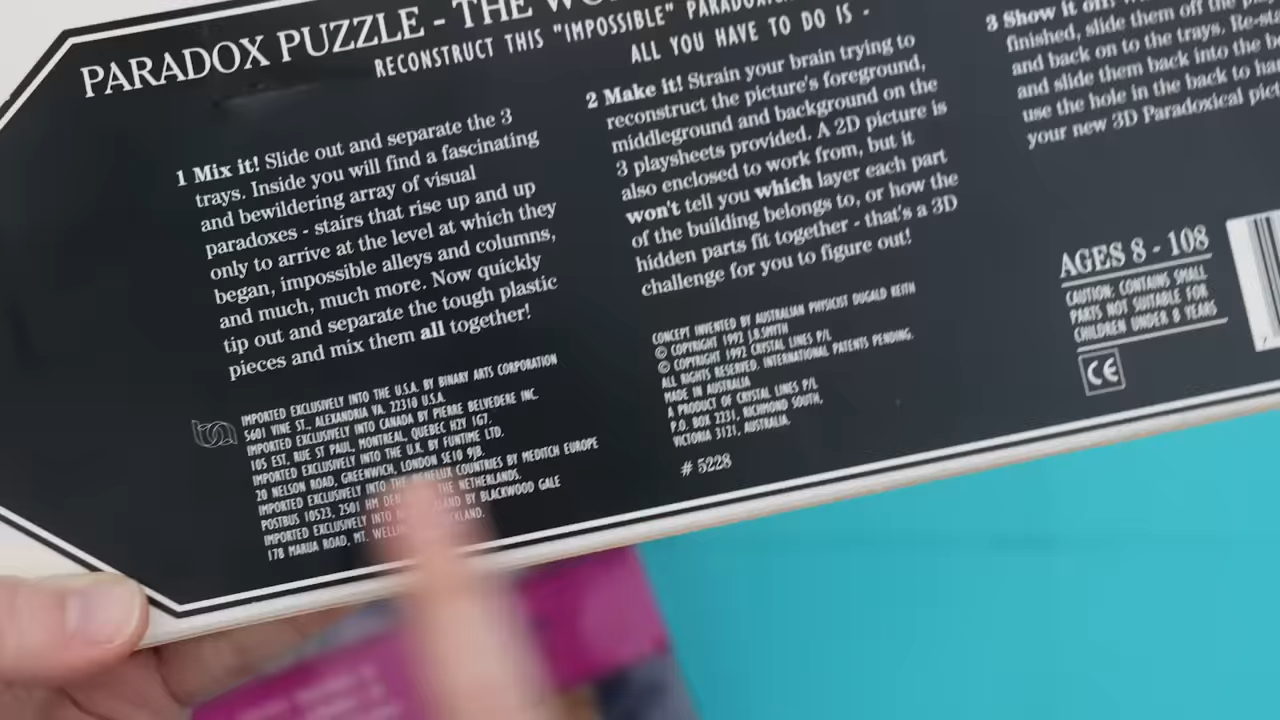 PARADOX PUZZLE - THE
RECONSTRUCT THIS "IMPOSSIBLE"
ALL YOU HAVE TO DO IS -
1 Mix it! Slide out and separate the 3
trays. Inside you will find a fascinating
and bewildering array of visual
paradoxes - stairs that rise up and up
only to arrive at the level at which they
began, impossible alleys and columns,
and much, much more. Now quickly
tip out and separate the tough plastic
pieces and mix them all together!
IMPORTED EXCLUSIVELY INTO THE U.S.A. BY BINARY ARTS CORPORATION
5601 VINE ST., ALEXANDRIA VA. 22310 U.S.A.
IMPORTED EXCLUSIVELY INTO CANADA BY PIERRE BELVEDERE INC.
105 EST, RUE ST PAUL, MONTREAL, QUEBEC H2Y 1G7.
IMPORTED EXCLUSIVELY INTO THE U.K. BY FUNTIME LTD.
20 NELSON ROAD, GREENWICH, LONDON SE10 9JB.
IMPORTED EXCLUSIVELY INTO THE BENELUX COUNTRIES BY MEDITCH EUROPE
POSTBUS 10523, 2501 HM DEN THE NETHERLANDS.
IMPORTED EXCLUSIVELY INTO BY BLACKWOOD GALE
178 MARUA ROAD, MT.
2 Make it! Strain your brain trying to
reconstruct the picture's foreground,
middleground and background on the
3 playsheets provided. A 2D picture is
also enclosed to work from, but it
won't tell you which layer each part
of the building belongs to, or how the
hidden parts fit together - that's a 3D
challenge for you to figure out!
CONCEPT INVENTED BY AUSTRALIAN PHYSICIST DUGALD KEITH
© COPYRIGHT 1992 J.B.SMYTH
© COPYRIGHT 1992 CRYSTAL LINES P/L
ALL RIGHTS RESERVED, INTERNATIONAL PATENTS PENDING.
MADE IN AUSTRALIA
A PRODUCT OF CRYSTAL LINES P/L
P.O. BOX 2231, RICHMOND SOUTH,
VICTORIA 3121, AUSTRALIA.
# 5228
3 Show it off!
finished, slide them off the
and back on to the trays.
and slide them back into the
use the hole in the back to
your new 3D Paradoxical
AGES 8 - 108
CAUTION: CONTAINS SMALL
PARTS NOT SUITABLE FOR
CHILDREN UNDER 8 YEARS
CE